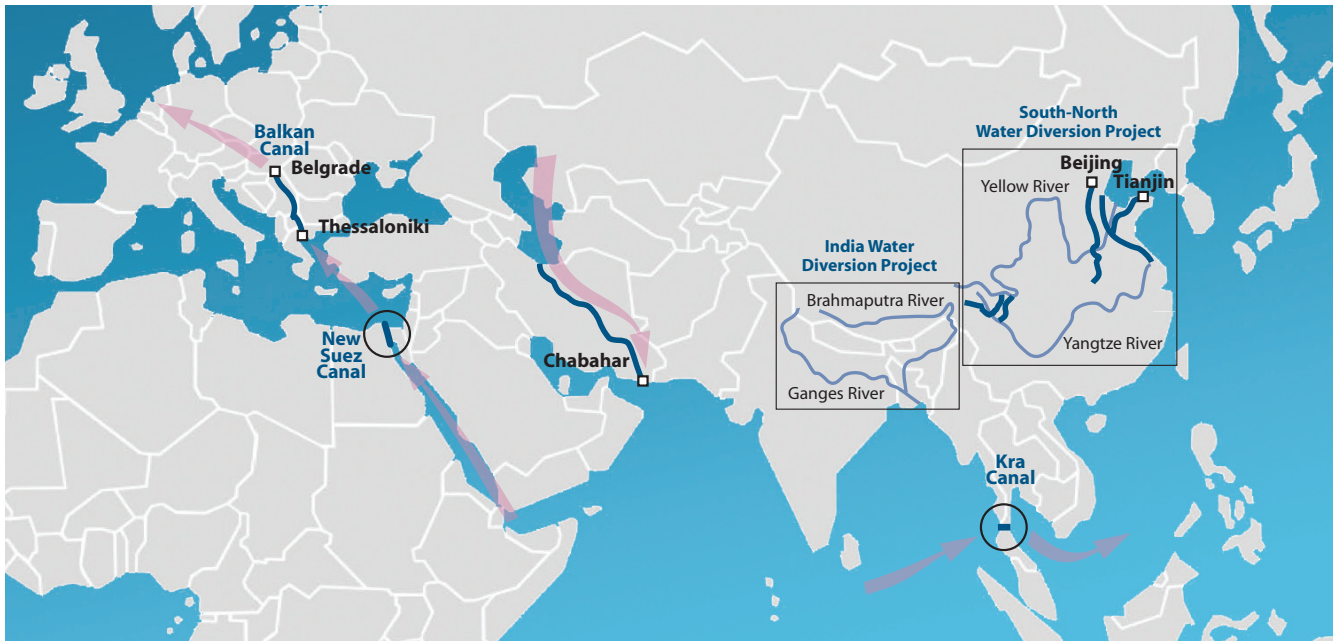 Balkan
Canal
Belgrade
Thessaloniki
New
Suez
Canal
Chabahar
India Water
Diversion Project
Brahmaputra River
Ganges River
South-North
Water Diversion Project
Beijing
Tianjin
Yellow River
Yangtze River
Kra
Canal